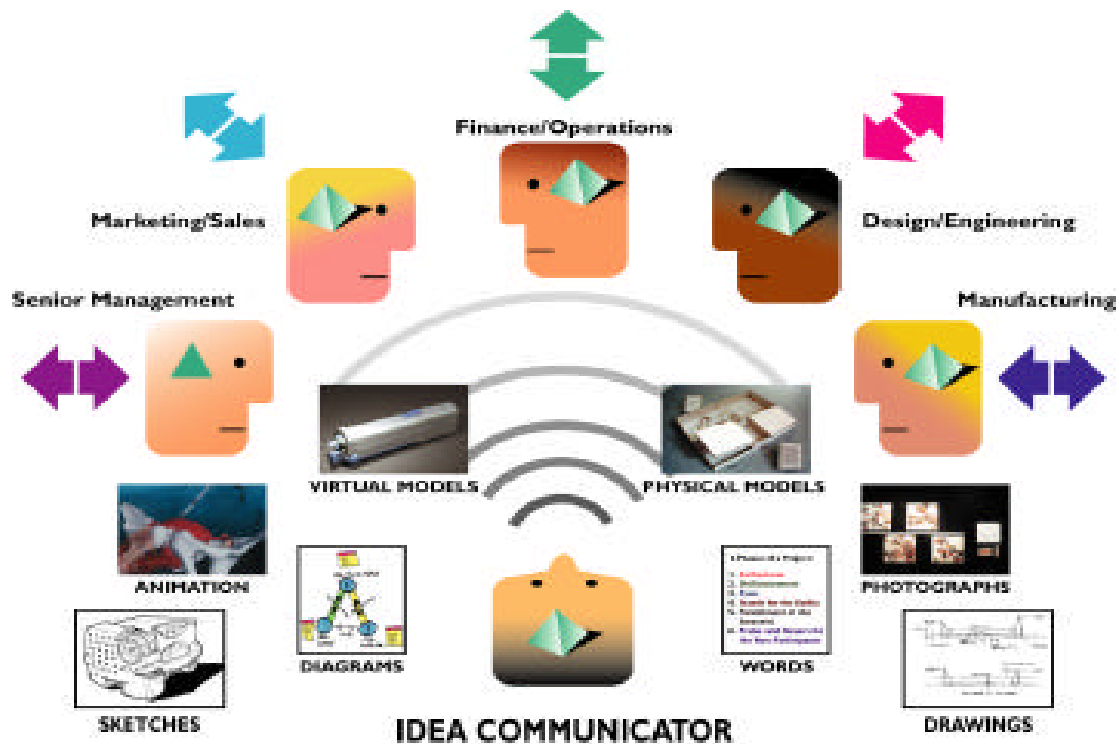 Finance/Operations
Marketing/Sales
Design/Engineering
Senior Management
Manufacturing
VIRTUAL MODELS
PHYSICAL MODELS
ANIMATION
PHOTOGRAPHS
DIAGRAMS
WORDS
SKETCHES
DRAWINGS
IDEA COMMUNICATOR